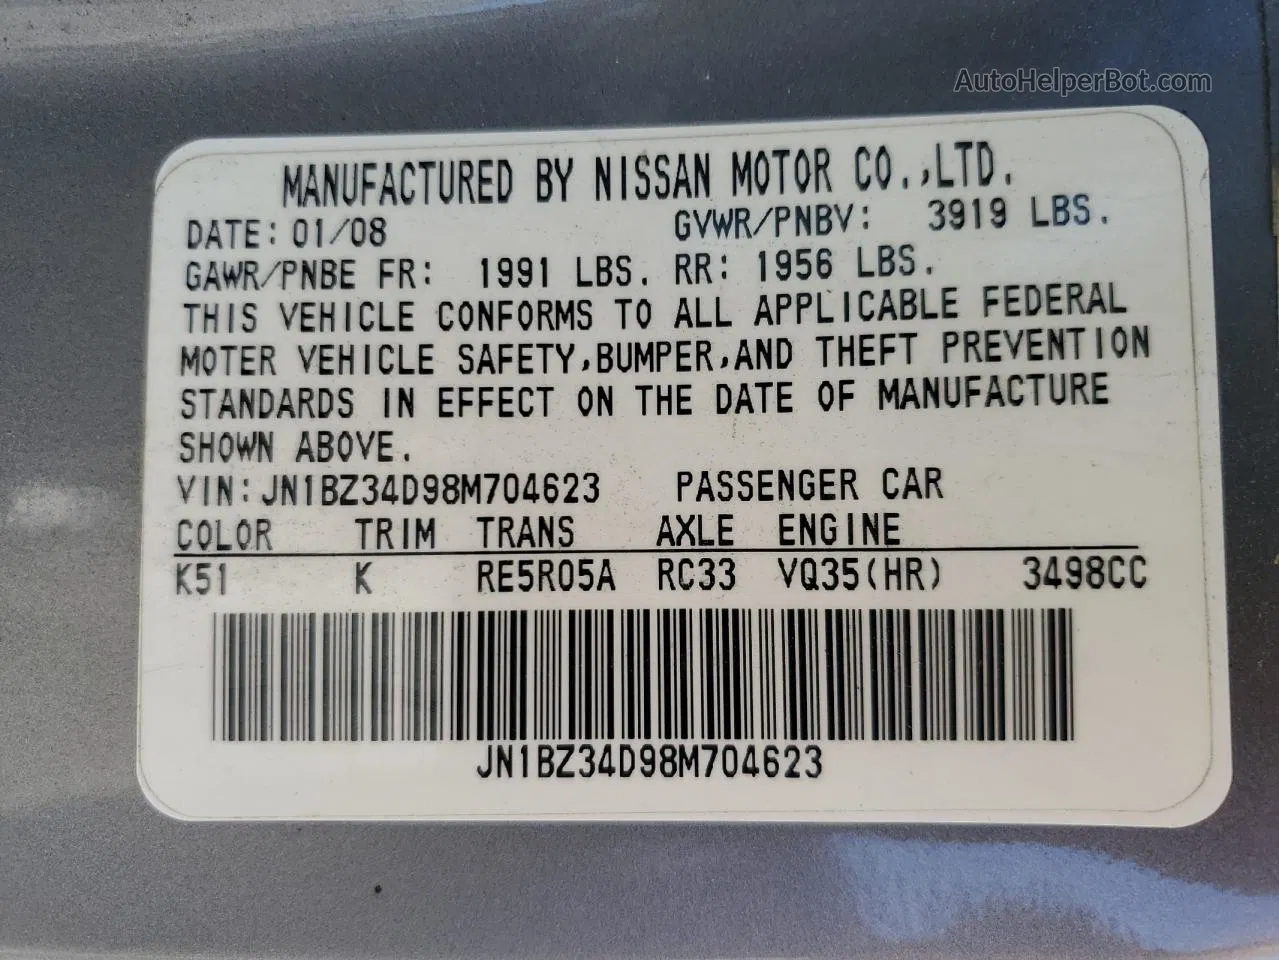 AutoHelperBot.com
MANUFACTURED BY NISSAN MOTOR CO.,LTD.
DATE: 01/08 GVWR/PNBV: 3919 LBS.
GAWR/PNBE FR: 1991 LBS. RR: 1956 LBS.
THIS VEHICLE CONFORMS TO ALL APPLICABLE FEDERAL
MOTER VEHICLE SAFETY,BUMPER,AND THEFT PREVENTION
STANDARDS IN EFFECT ON THE DATE OF MANUFACTURE
SHOWN ABOVE.
VIN:JN1BZ34D98M704623 PASSENGER CAR
COLOR TRIM TRANS AXLE ENGINE
K51 K RE5R05A RC33 VQ35(HR) 3498CC
JN1BZ34D98M704623